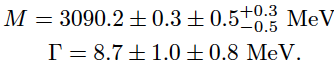 M = 3090.2 ± 0.3 ± 0.5 +0.3 −0.5 MeV
Γ = 8.7 ± 1.0 ± 0.8 MeV.